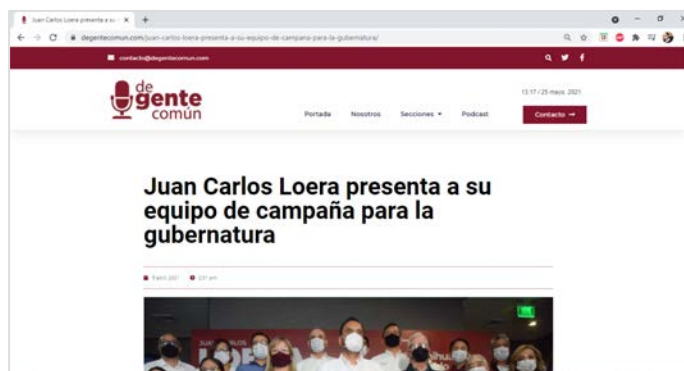 Juan Carlos Loera presenta a su
degentecomun.com/juan-carlos-loera-presenta-a-su-equipo-de-campana-para-la-gubernatura/
contacto@degentecomun.com
de
gente
común
13:17 / 25 mayo, 2021
Portada Nosotros Secciones Podcast Contacto →
Juan Carlos Loera presenta a su
equipo de campaña para la
gubernatura
JUAN CARLOS